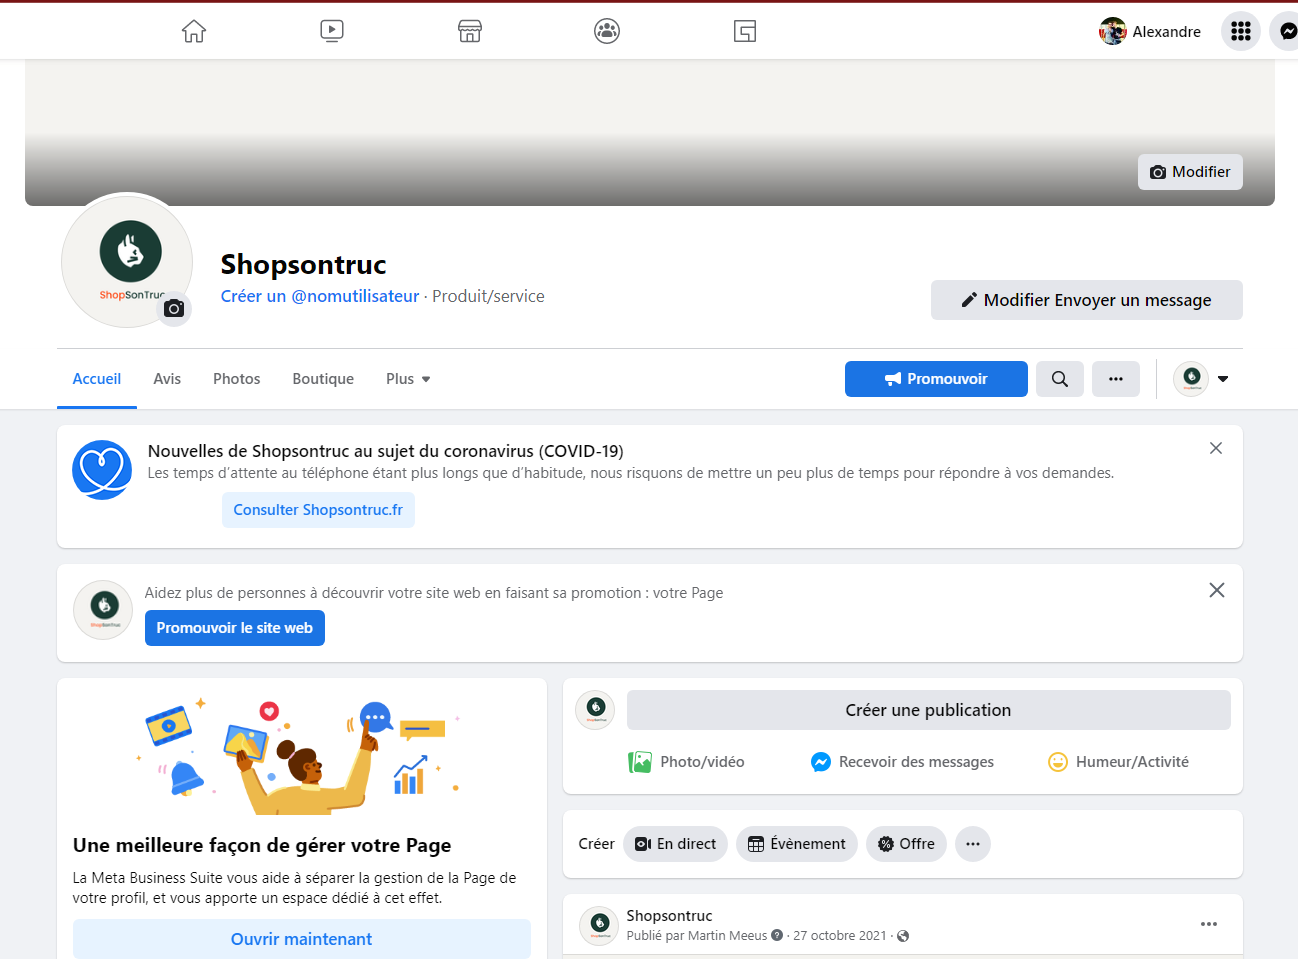 Alexandre
Modifier
ShopSonTruc
Shopsontruc
Créer un @nomutilisateur · Produit/service
Modifier Envoyer un message
Accueil Avis Photos Boutique Plus
Promouvoir
Nouvelles de Shopsontruc au sujet du coronavirus (COVID-19)
Les temps d'attente au téléphone étant plus longs que d'habitude, nous risquons de mettre un peu plus de temps pour répondre à vos demandes.
Consulter Shopsontruc.fr
Aidez plus de personnes à découvrir votre site web en faisant sa promotion : votre Page
Promouvoir le site web
Une meilleure façon de gérer votre Page
La Meta Business Suite vous aide à séparer la gestion de la Page de
votre profil, et vous apporte un espace dédié à cet effet.
Ouvrir maintenant
Créer une publication
Photo/vidéo Recevoir des messages Humeur/Activité
Créer En direct Évènement Offre
Shopsontruc
Publié par Martin Meeus · 27 octobre 2021 ·